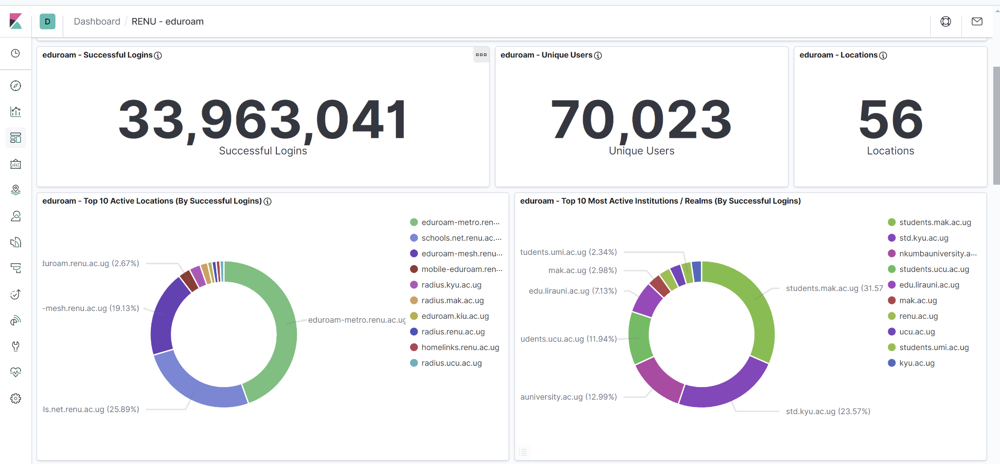 D
Dashboard / RENU - eduroam
eduroam - Successful Logins
33,963,041
Successful Logins
eduroam - Unique Users
70,023
Unique Users
eduroam - Locations
56
Locations
eduroam - Top 10 Active Locations (By Successful Logins)
duroam.renu.ac.ug (2.67%)
-mesh.renu.ac.ug (19.13%)
ls.net.renu.ac.ug (25.89%)
eduroam-metro.renu.ac.ug
eduroam-metro.ren...
schools.net.renu.ac....
eduroam-mesh.renu...
mobile-eduroam.ren...
radius.kyu.ac.ug
radius.mak.ac.ug
eduroam.kiu.ac.ug
radius.renu.ac.ug
homelinks.renu.ac.ug
radius.ucu.ac.ug
eduroam - Top 10 Most Active Institutions / Realms (By Successful Logins)
tudents.umi.ac.ug (2.34%)
mak.ac.ug (2.98%)
edu.lirauni.ac.ug (7.13%)
udents.ucu.ac.ug (11.94%)
auniversity.ac.ug (12.99%)
students.mak.ac.ug (31.57
std.kyu.ac.ug (23.57%)
students.mak.ac.ug
std.kyu.ac.ug
nkumbauniversity.a...
students.ucu.ac.ug
edu.lirauni.ac.ug
mak.ac.ug
renu.ac.ug
ucu.ac.ug
students.umi.ac.ug
kyu.ac.ug